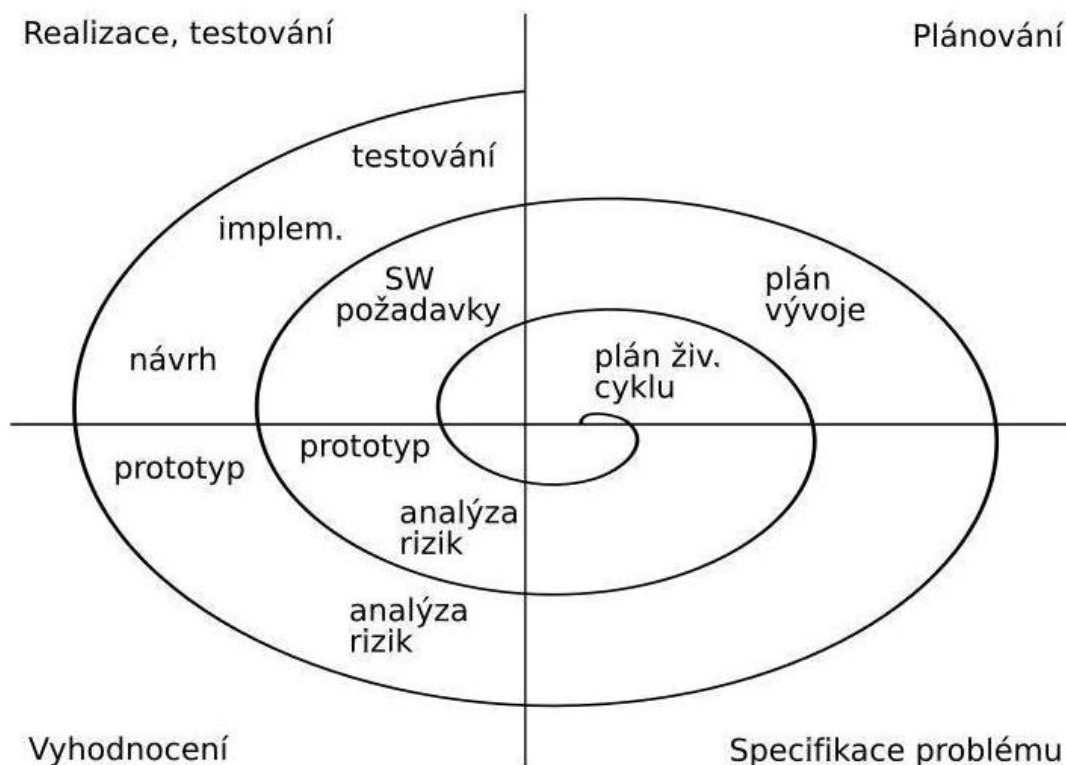 Realizace, testování
Plánování
testování
implem.
SW
požadavky
plán
vývoje
návrh
plán živ.
cyklu
prototyp
prototyp
analýza
rizik
analýza
rizik
Vyhodnocení
Specifikace problému